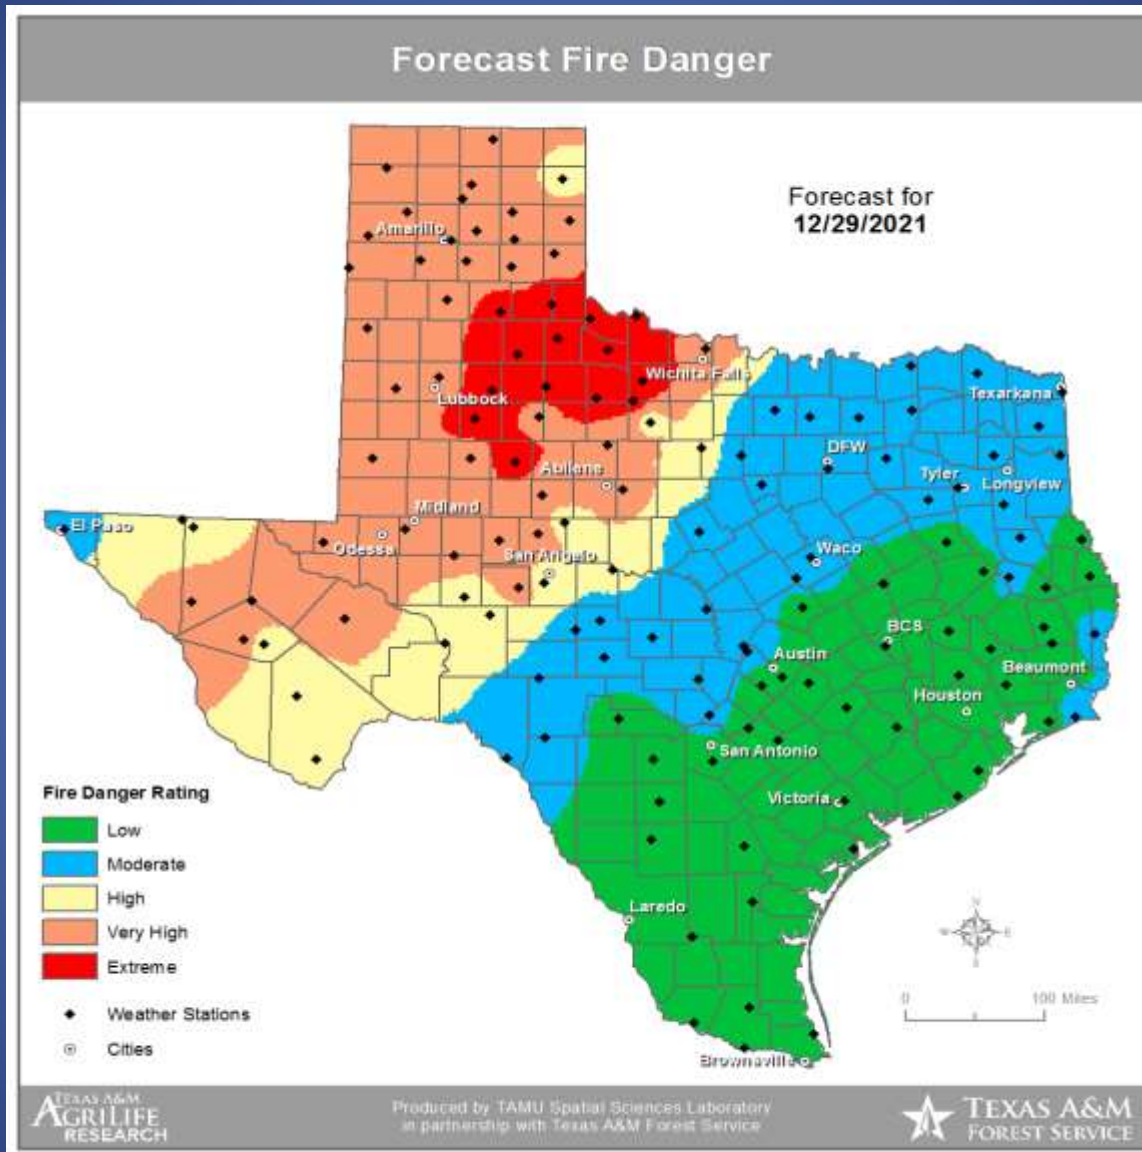 Forecast Fire Danger
Forecast for
12/29/2021
Amarillo
Lubbock
Wichita Falls
Texarkana
DFW
Abilene
Tyler
Longview
El Paso
Midland
Odessa
San Angelo
Waco
BCS
Austin
Beaumont
Houston
San Antonio
Victoria
Laredo
Brownsville
Fire Danger Rating
Low
Moderate
High
Very High
Extreme
Weather Stations
Cities
N
W E
S
0 100 Miles
TEXAS A&M
AGRILIFE
RESEARCH
Produced by TAMU Spatial Sciences Laboratory
in partnership with Texas A&M Forest Service
TEXAS A&M
FOREST SERVICE